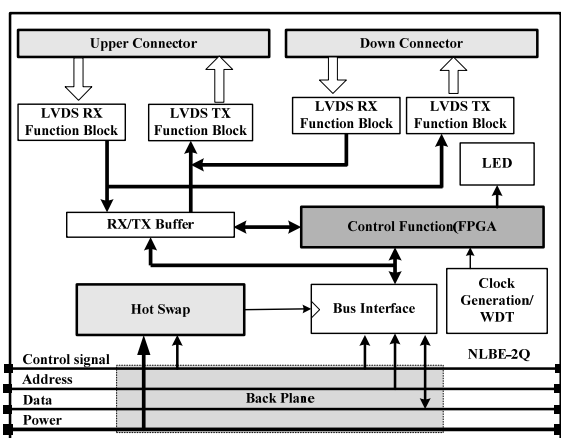 Upper Connector
Down Connector
LVDS RX
Function Block
LVDS TX
Function Block
LVDS RX
Function Block
LVDS TX
Function Block
LED
RX/TX Buffer
Control Function(FPGA
Hot Swap
Bus Interface
Clock
Generation/
WDT
NLBE-2Q
Control signal
Address
Data
Back Plane
Power